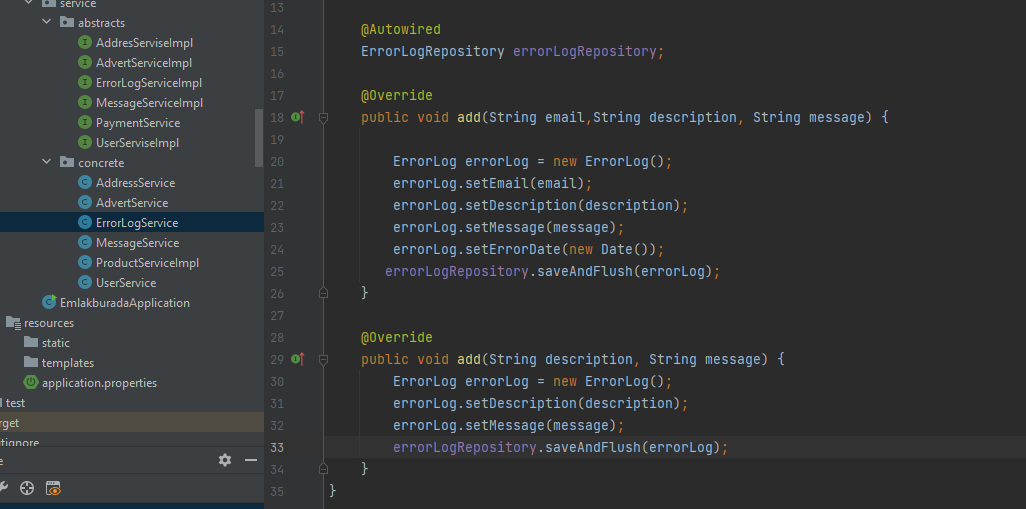 service
abstracts
AddresServiseImpl
AdvertServiceImpl
ErrorLogServiceImpl
MessageServiceImpl
PaymentService
UserServiseImpl
concrete
AddressService
AdvertService
ErrorLogService
MessageService
ProductServiceImpl
UserService
EmlakburadaApplication
resources
static
templates
application.properties
test
rget
itignore
e
13
14 @Autowired
15 ErrorLogRepository errorLogRepository;
16
17 @Override
18 public void add(String email,String description, String message) {
19
20 ErrorLog errorLog = new ErrorLog();
21 errorLog.setEmail(email);
22 errorLog.setDescription(description);
23 errorLog.setMessage(message);
24 errorLog.setErrorDate(new Date());
25 errorLogRepository.saveAndFlush(errorLog);
26 }
27
28 @Override
29 public void add(String description, String message) {
30 ErrorLog errorLog = new ErrorLog();
31 errorLog.setDescription(description);
32 errorLog.setMessage(message);
33 errorLogRepository.saveAndFlush(errorLog);
34 }
35 }